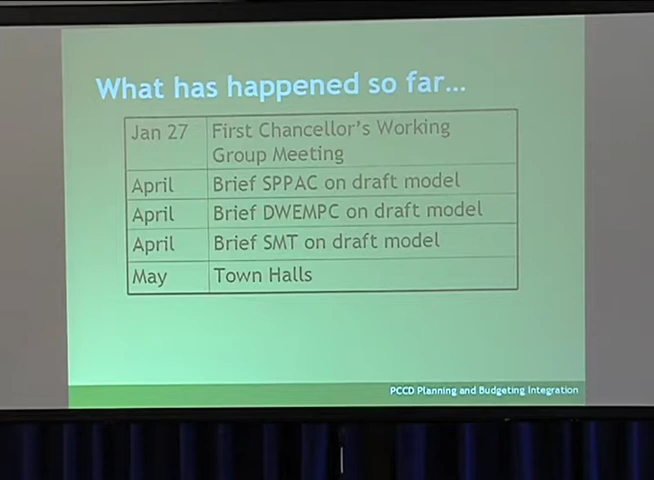 What has happened so far...
Jan 27 First Chancellor's Working
Group Meeting
April Brief SPPAC on draft model
April Brief DWEMPC on draft model
April Brief SMT on draft model
May Town Halls
PCCD Planning and Budgeting Integration